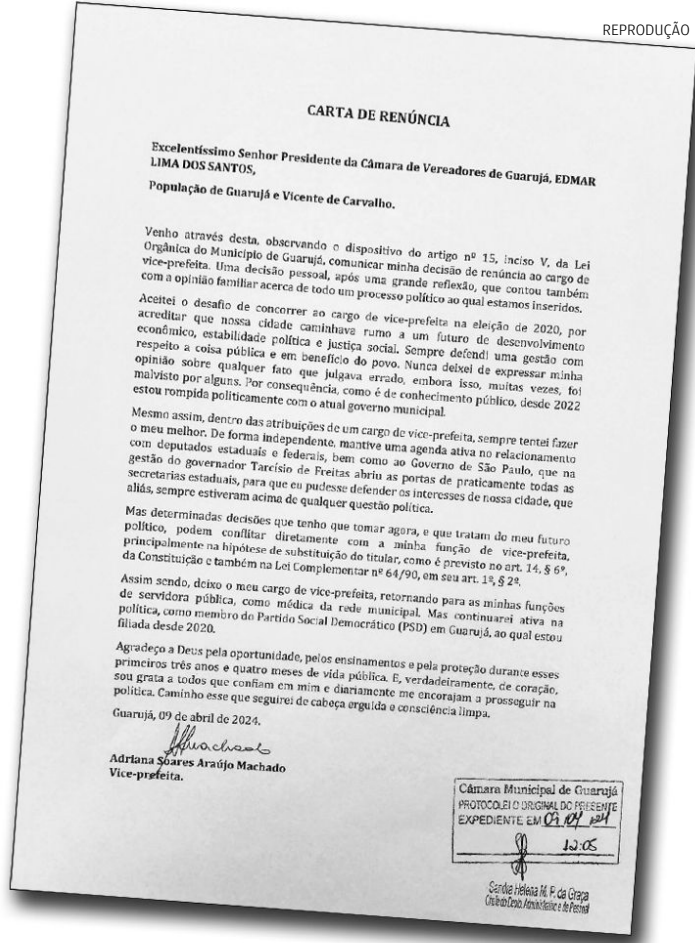 REPRODUÇÃO
CARTA DE RENÚNCIA
Excelentíssimo Senhor Presidente da Câmara de Vereadores de Guarujá, EDMAR
LIMA DOS SANTOS,
População de Guarujá e Vicente de Carvalho.
Venho através desta, observando o dispositivo do artigo nº 15, inciso V, da Lei
Orgânica do Município de Guarujá, comunicar minha decisão de renúncia ao cargo de
vice-prefeita. Uma decisão pessoal, após uma grande reflexão, que contou também
com a opinião familiar acerca de todo um processo político ao qual estamos inseridos.
Aceitei o desafio de concorrer ao cargo de vice-prefeita na eleição de 2020, por
acreditar que nossa cidade caminhava rumo a um futuro de desenvolvimento
econômico, estabilidade política e justiça social. Sempre defendi uma gestão com
respeito a coisa pública e em benefício do povo. Nunca deixei de expressar minha
opinião sobre qualquer fato que julgava errado, embora isso, muitas vezes, foi
malvisto por alguns. Por consequência, como é de conhecimento público, desde 2022
estou rompida politicamente com o atual governo municipal.
Mesmo assim, dentro das atribuições de um cargo de vice-prefeita, sempre tentei fazer
o meu melhor. De forma independente, mantive uma agenda ativa no relacionamento
com deputados estaduais e federais, bem como ao Governo de São Paulo, que na
gestão do governador Tarcísio de Freitas abriu as portas de praticamente todas as
secretarias estaduais, para que eu pudesse defender os interesses de nossa cidade, que
aliás, sempre estiveram acima de qualquer questão política.
Mas determinadas decisões que tenho que tomar agora, e que tratam do meu futuro
político, podem conflitar diretamente com a minha função de vice-prefeita,
principalmente na hipótese de substituição do titular, como é previsto no art. 14, § 6º,
da Constituição e também na Lei Complementar nº 64/90, em seu art. 1º, § 2º.
Assim sendo, deixo o meu cargo de vice-prefeita, retornando para as minhas funções
de servidora pública, como médica da rede municipal. Mas continuarei ativa na
política, como membro do Partido Social Democrático (PSD) em Guarujá, ao qual estou
filiada desde 2020.
Agradeço a Deus pela oportunidade, pelos ensinamentos e pela proteção durante esses
primeiros três anos e quatro meses de vida pública. E, verdadeiramente, de coração,
sou grata a todos que confiam em mim e diariamente me encorajam a prosseguir na
política. Caminho esse que seguirei de cabeça erguida e consciência limpa.
Guarujá, 09 de abril de 2024.
Adriana Soares Araújo Machado
Vice-prefeita.
Câmara Municipal de Guarujá
PROTOCOLEI O ORIGINAL DO PRESENTE
EXPEDIENTE EM 09/04/24
12:05
Sandra Helena M. P. da Graça